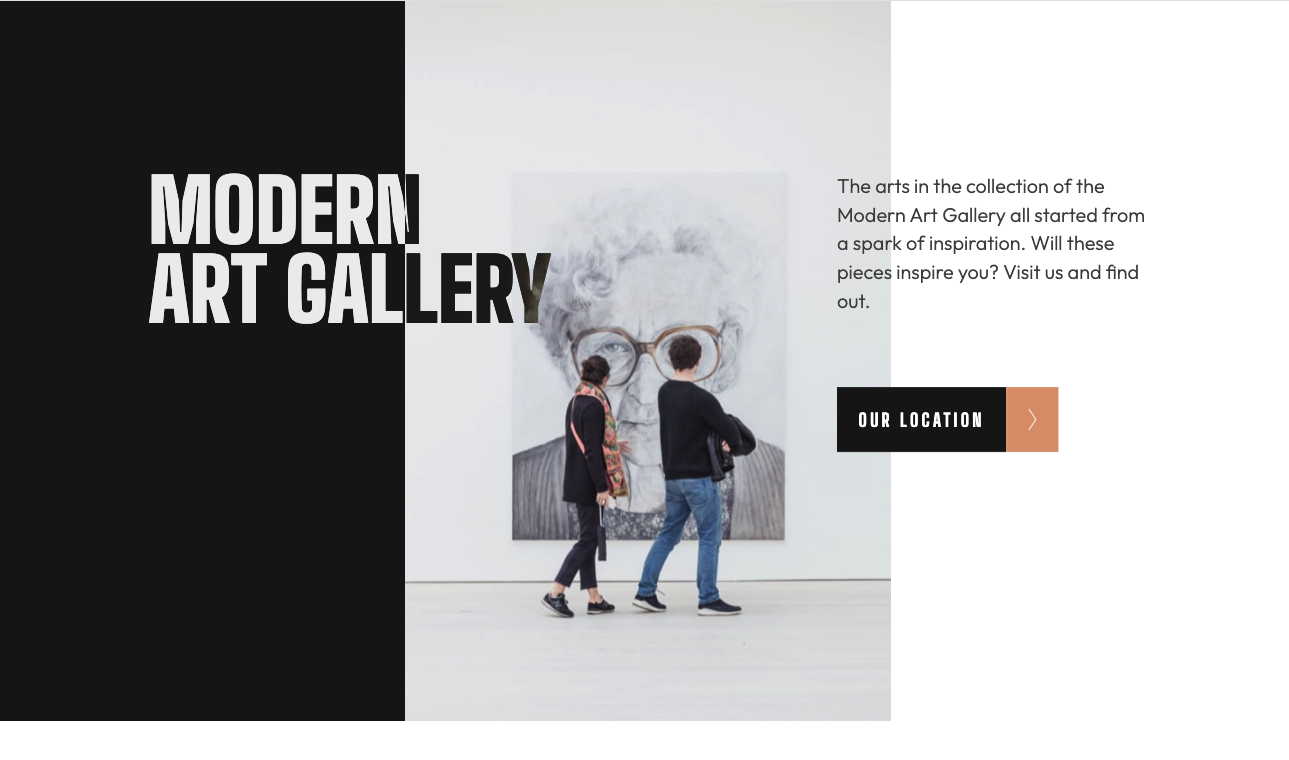 MODERN
ART GALLERY
The arts in the collection of the
Modern Art Gallery all started from
a spark of inspiration. Will these
pieces inspire you? Visit us and find
out.
OUR LOCATION